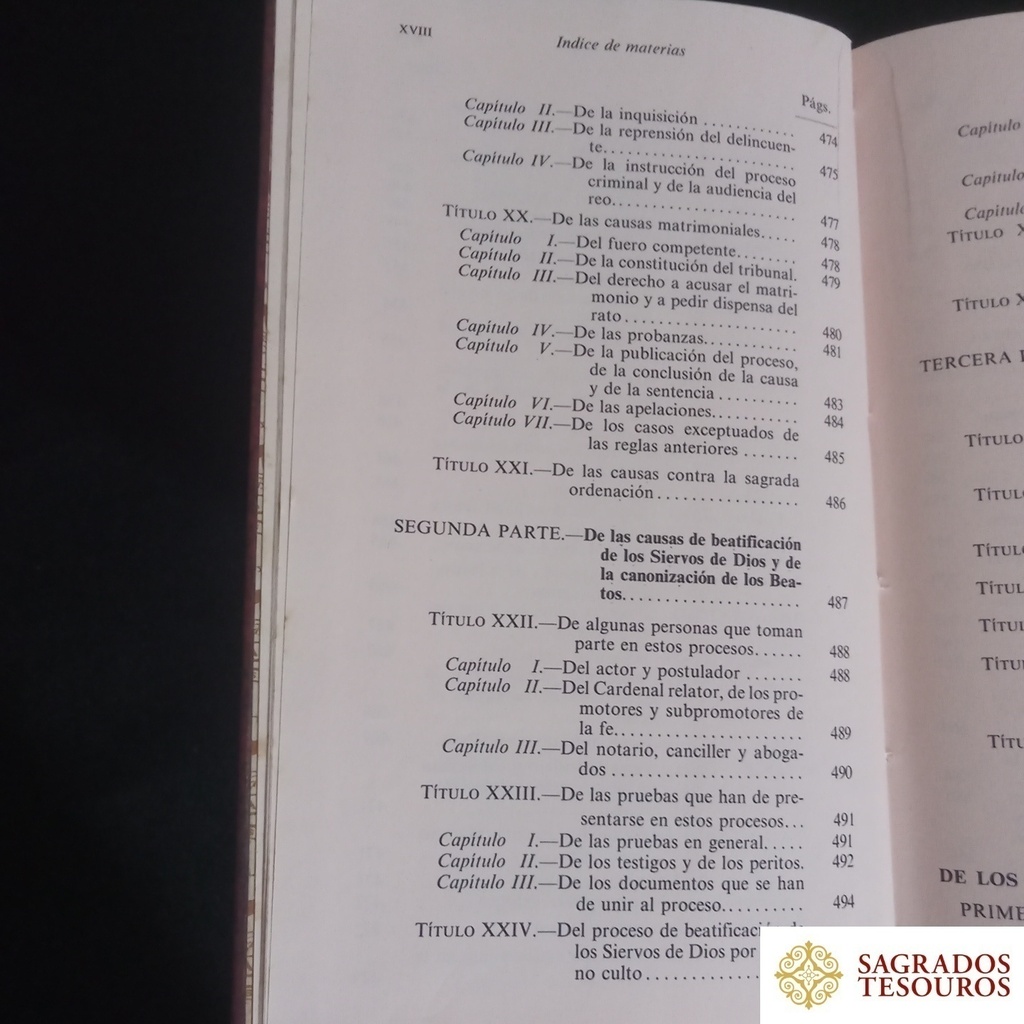 XVIII
Indice de materias
Págs.
Capítulo II.—De la inquisición ............ 474
Capítulo III.—De la reprensión del delincuen-
te........................ 475
Capítulo IV.—De la instrucción del proceso
criminal y de la audiencia del
reo........................ 477
TÍTULO XX.—De las causas matrimoniales..... 478
Capítulo I.—Del fuero competente........ 478
Capítulo II.—De la constitución del tribunal. 479
Capítulo III.—Del derecho a acusar el matri-
monio y a pedir dispensa del
rato...................... 480
Capítulo IV.—De las probanzas............ 481
Capítulo V.—De la publicación del proceso,
de la conclusión de la causa
y de la sentencia .......... 483
Capítulo VI.—De las apelaciones........... 484
Capítulo VII.—De los casos exceptuados de
las reglas anteriores ....... 485
TÍTULO XXI.—De las causas contra la sagrada
ordenación................. 486
SEGUNDA PARTE.—De las causas de beatificación
de los Siervos de Dios y de
la canonización de los Bea-
tos..................... 487
TÍTULO XXII.—De algunas personas que toman
parte en estos procesos...... 488
Capítulo I.—Del actor y postulador ....... 488
Capítulo II.—Del Cardenal relator, de los pro-
motores y subpromotores de
la fe...................... 489
Capítulo III.—Del notario, canciller y aboga-
dos ...................... 490
TÍTULO XXIII.—De las pruebas que han de pre-
sentarse en estos procesos... 491
Capítulo I.—De las pruebas en general..... 491
Capítulo II.—De los testigos y de los peritos. 492
Capítulo III.—De los documentos que se han
de unir al proceso.......... 494
TÍTULO XXIV.—Del proceso de beatificación de
los Siervos de Dios por
no culto .............
Capítulo
Capítulo
Capítulo
TÍTULO
TÍTULO
TERCERA
TÍTULO
TÍTULO
TÍTULO
TÍTUL
TÍTUL
TÍTUL
TÍTU
DE LOS
PRIME
SAGRADOS
TESOUROS